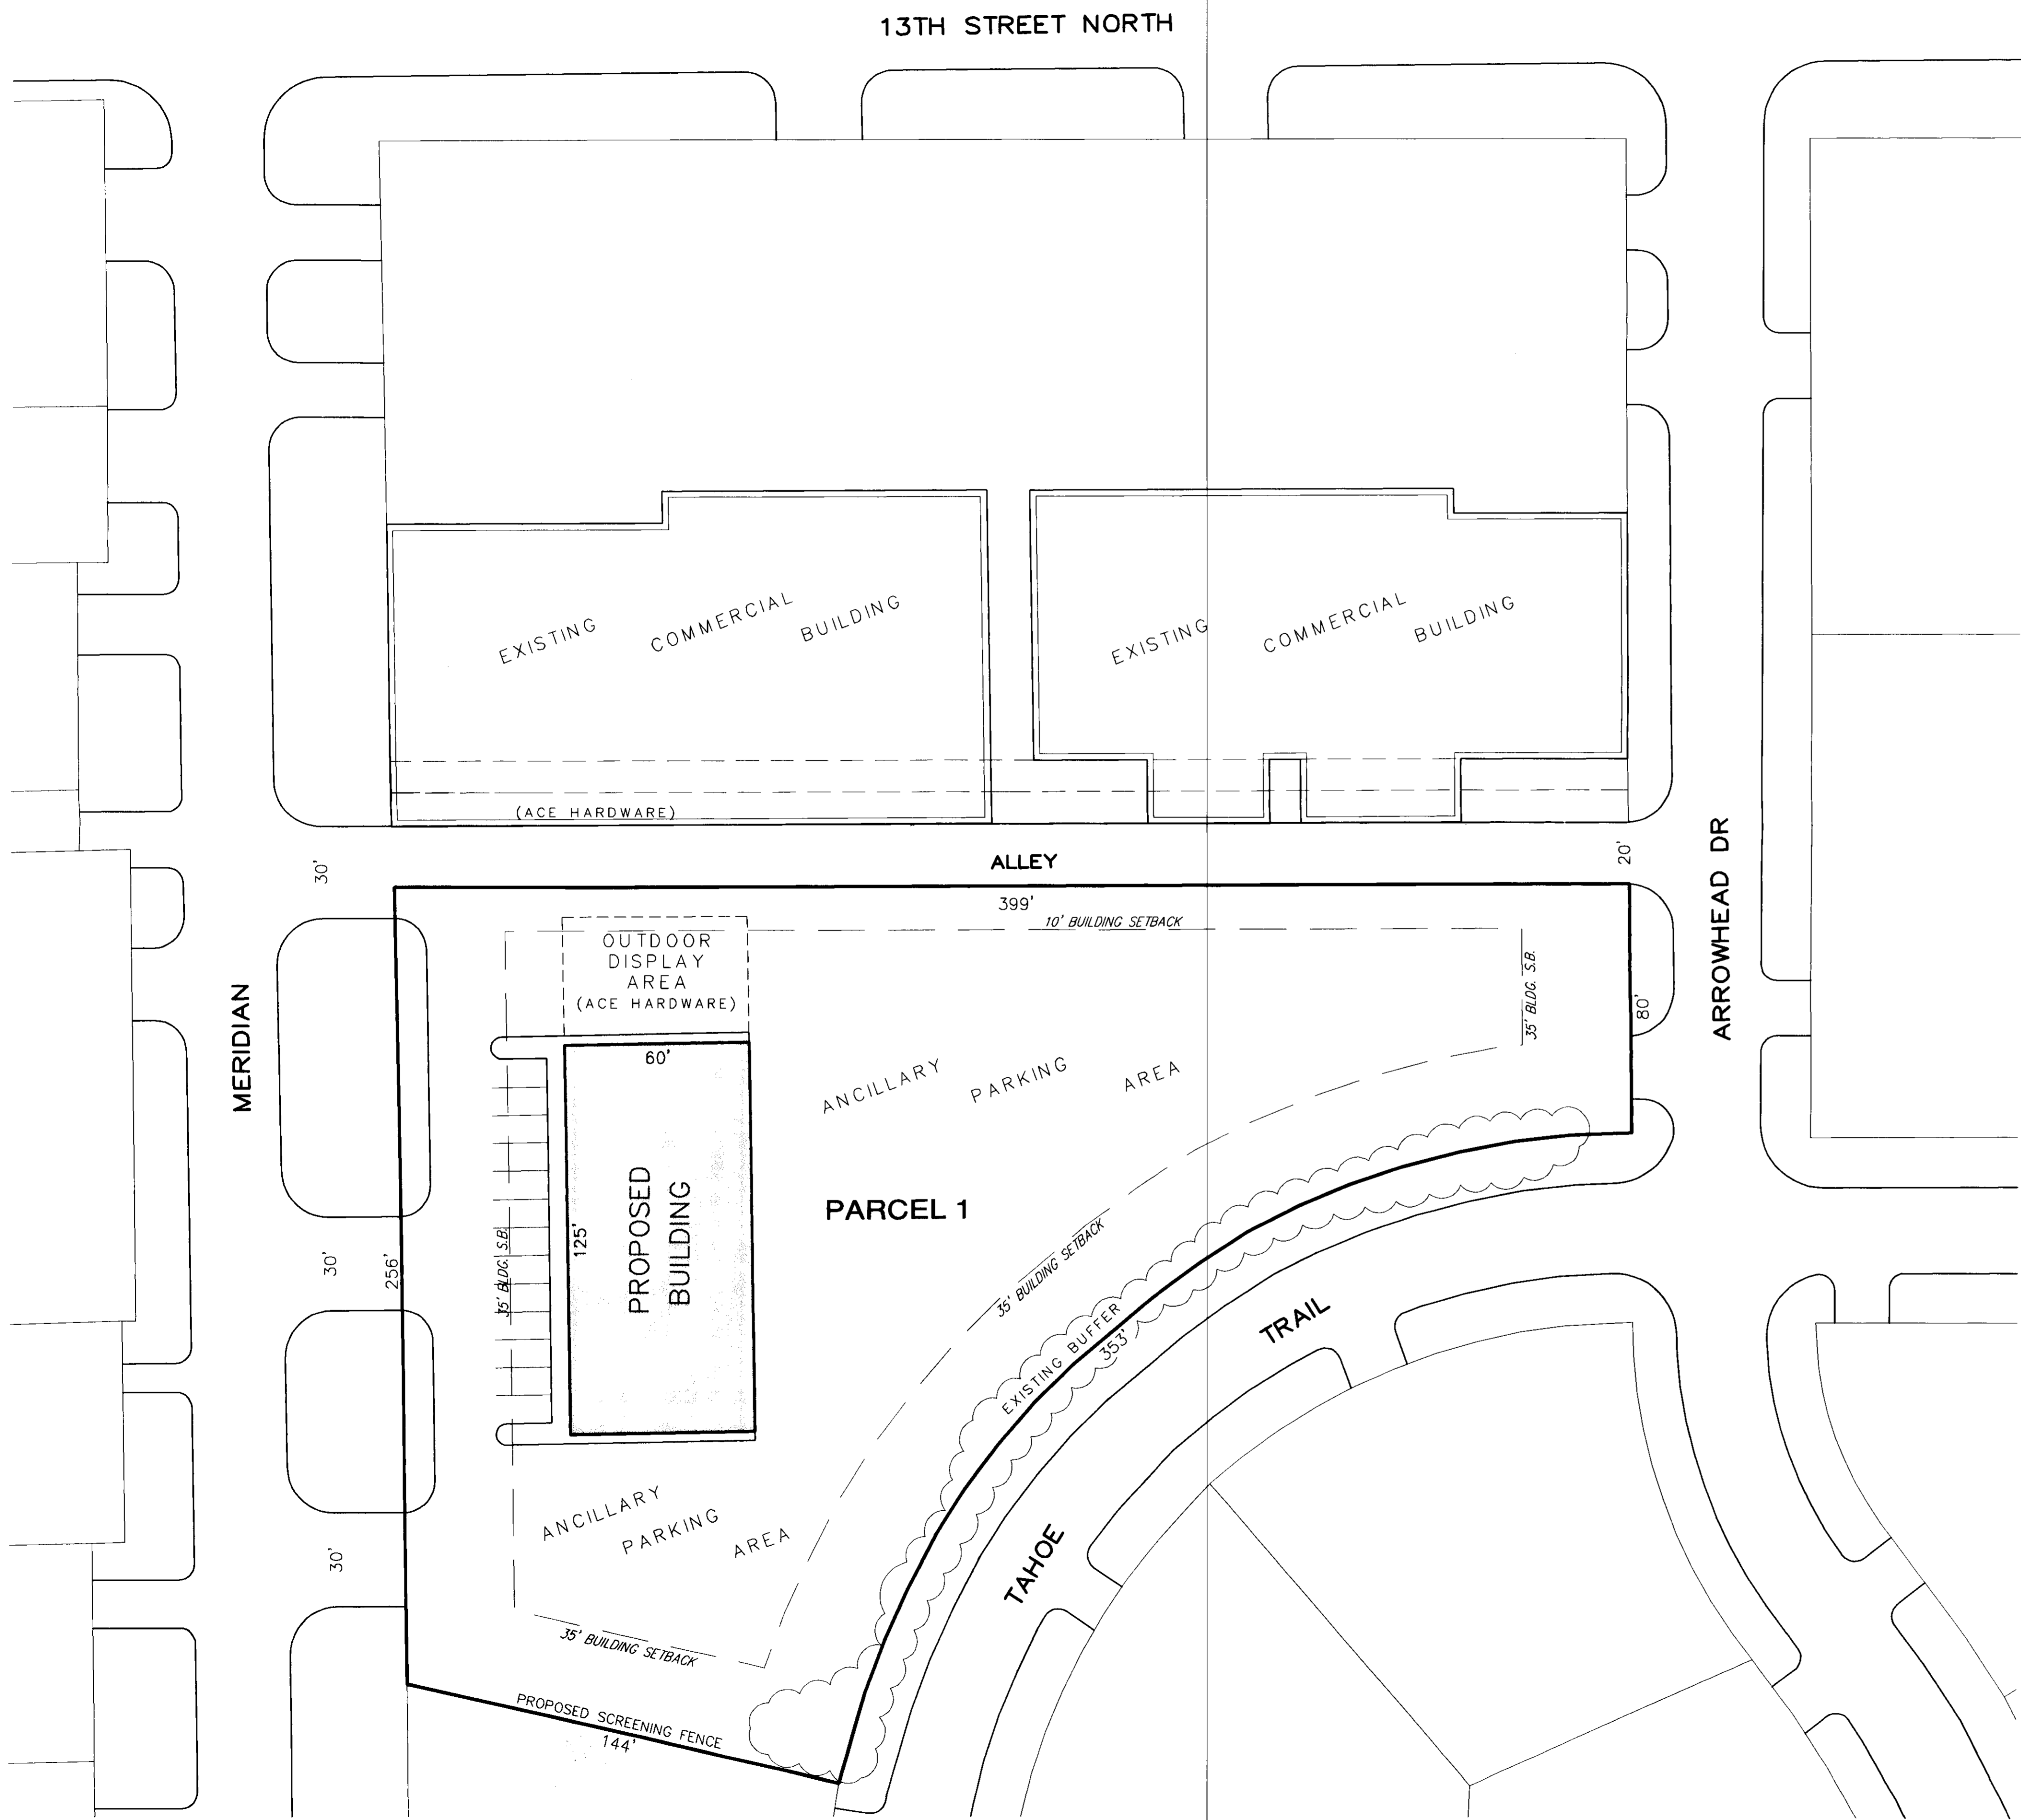 13TH STREET NORTH
EXISTING COMMERCIAL BUILDING
EXISTING COMMERCIAL BUILDING
(ACE HARDWARE)
30'
ALLEY
20'
399'
10' BUILDING SETBACK
OUTDOOR
DISPLAY
AREA
(ACE HARDWARE)
35' BLDG. S.B.
80'
ARROWHEAD DR
MERIDIAN
60'
ANCILLARY PARKING AREA
125'
PROPOSED
BUILDING
PARCEL 1
35' BLDG. S.B.
30'
256'
35' BUILDING SETBACK
EXISTING BUFFER
353'
TAHOE TRAIL
ANCILLARY PARKING AREA
30'
35' BUILDING SETBACK
PROPOSED SCREENING FENCE
144'